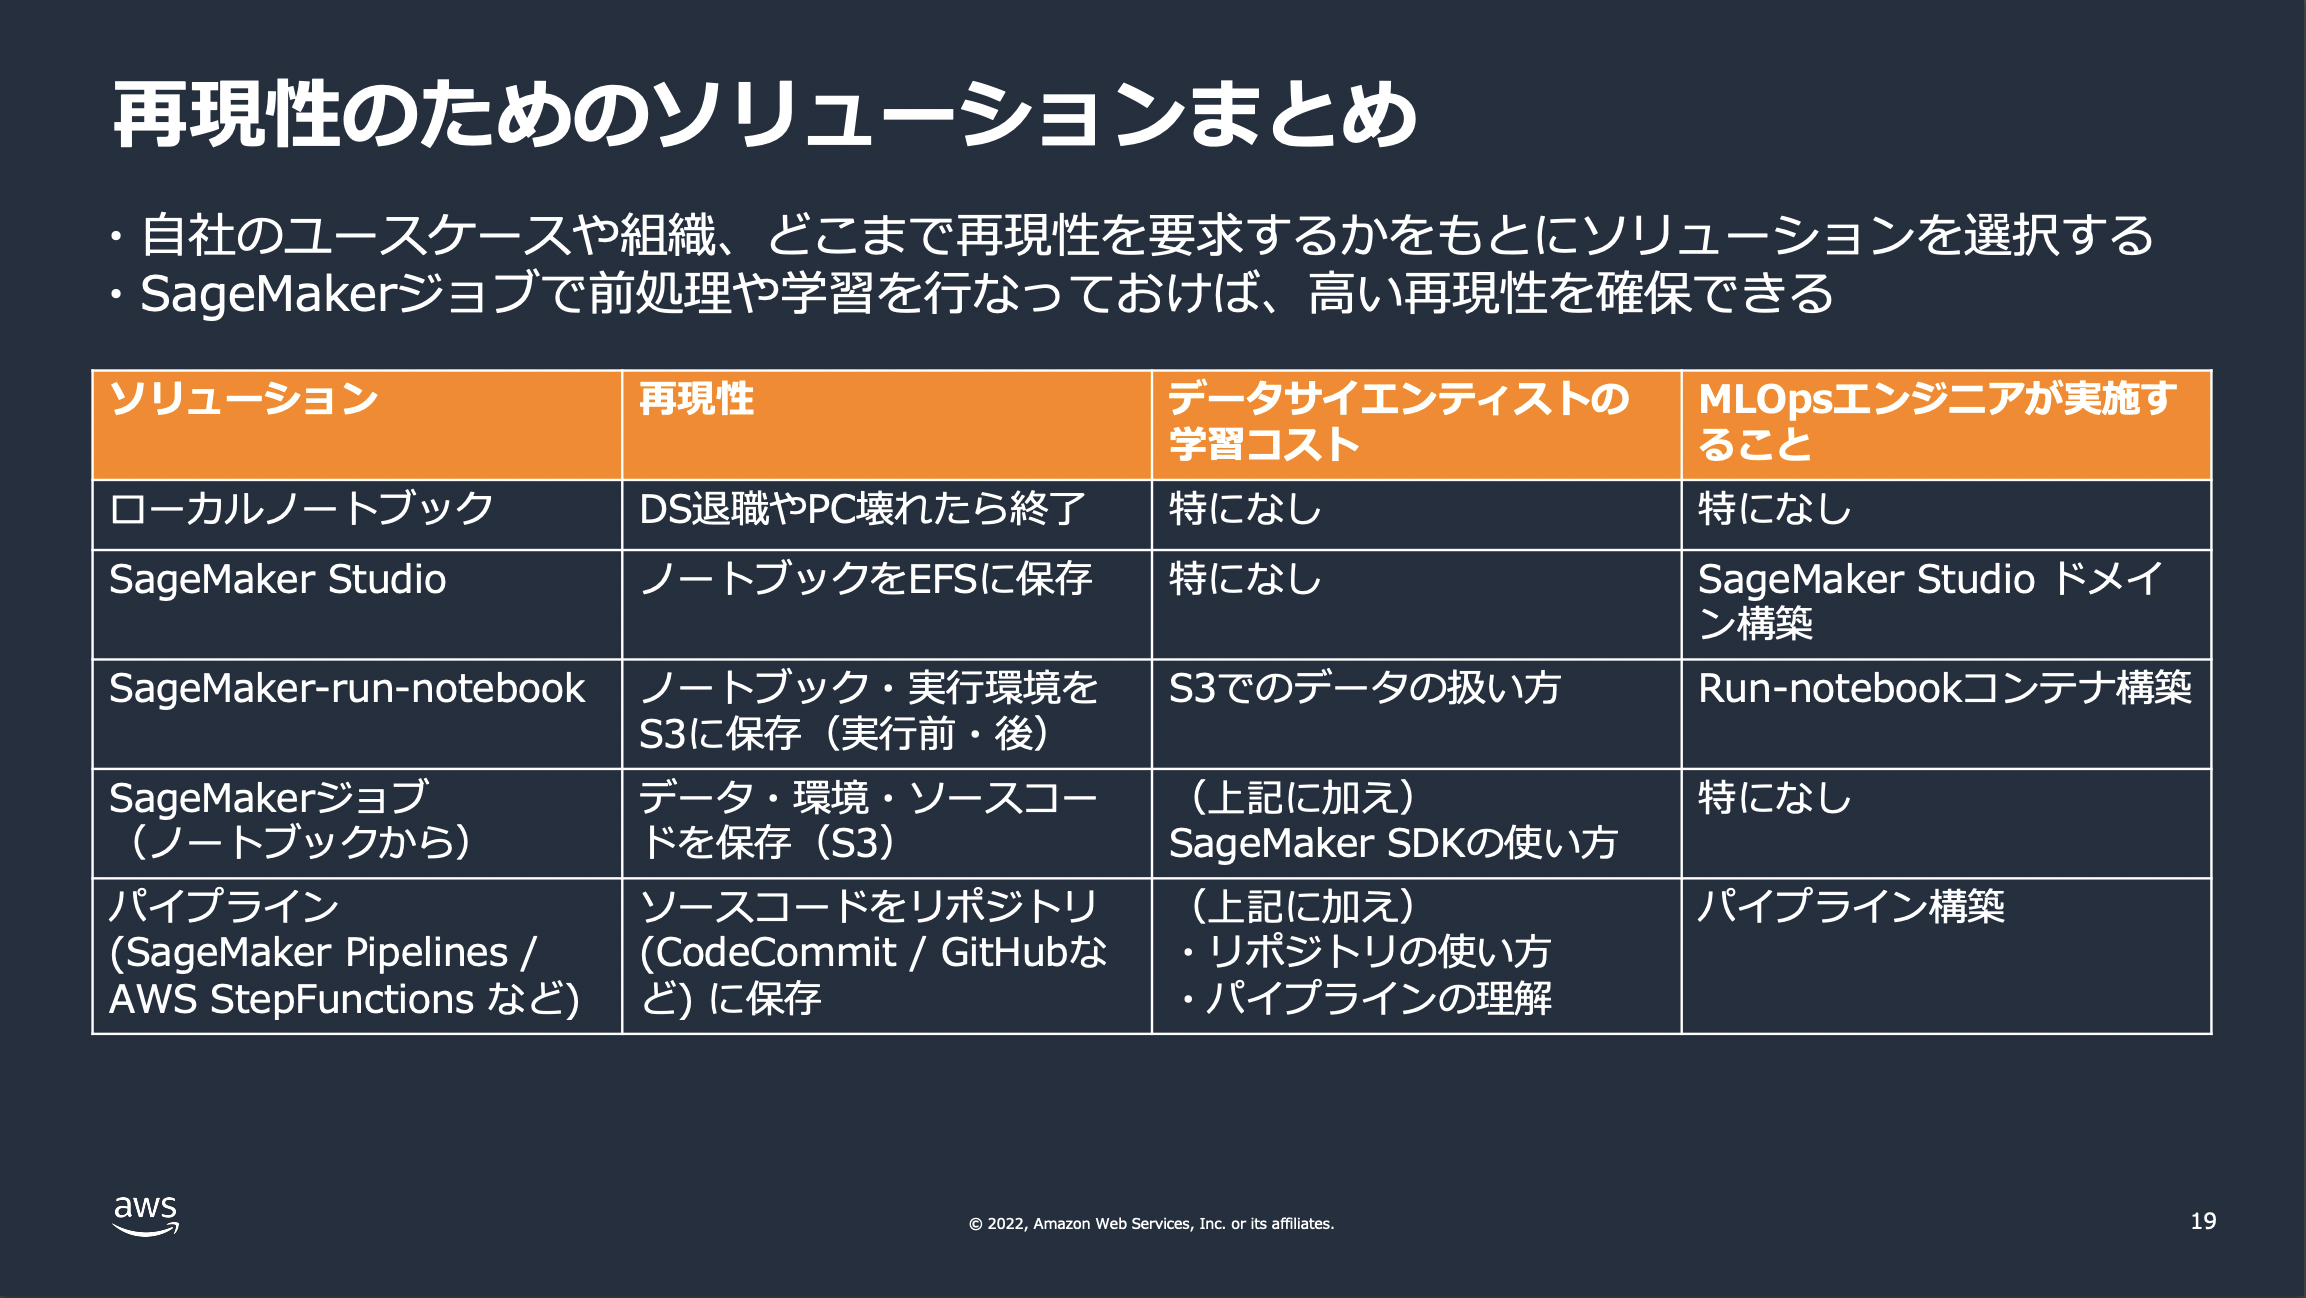 再現性のためのソリューションまとめ
・自社のユースケースや組織、どこまで再現性を要求するかをもとにソリューションを選択する
・SageMakerジョブで前処理や学習を行なっておけば、高い再現性を確保できる
ソリューション
再現性
データサイエンティストの
学習コスト
MLOpsエンジニアが実施す
ること
ローカルノートブック
DS退職やPC壊れたら終了
特になし
特になし
SageMaker Studio
ノートブックをEFSに保存
特になし
SageMaker Studio ドメイ
ン構築
SageMaker-run-notebook
ノートブック・実行環境を
S3に保存（実行前・後）
S3でのデータの扱い方
Run-notebookコンテナ構築
SageMakerジョブ
（ノートブックから）
データ・環境・ソースコー
ドを保存（S3）
（上記に加え）
SageMaker SDKの使い方
特になし
パイプライン
(SageMaker Pipelines /
AWS StepFunctions など)
ソースコードをリポジトリ
(CodeCommit / GitHubな
ど) に保存
（上記に加え）
・リポジトリの使い方
・パイプラインの理解
パイプライン構築
aws
© 2022, Amazon Web Services, Inc. or its affiliates.
19